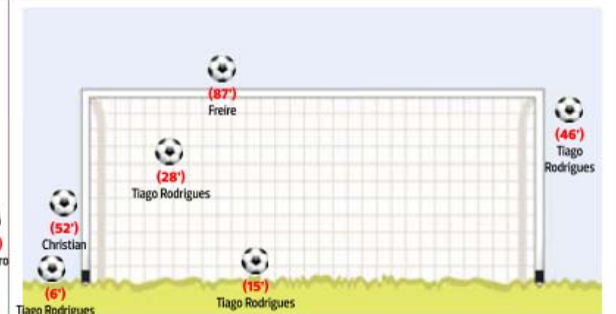 (87')
Freire
(46')
Tiago
Rodrigues
(28')
Tiago Rodrigues
(52')
Christian
(15')
Tiago Rodrigues
(6')
Tiago Rodrigues